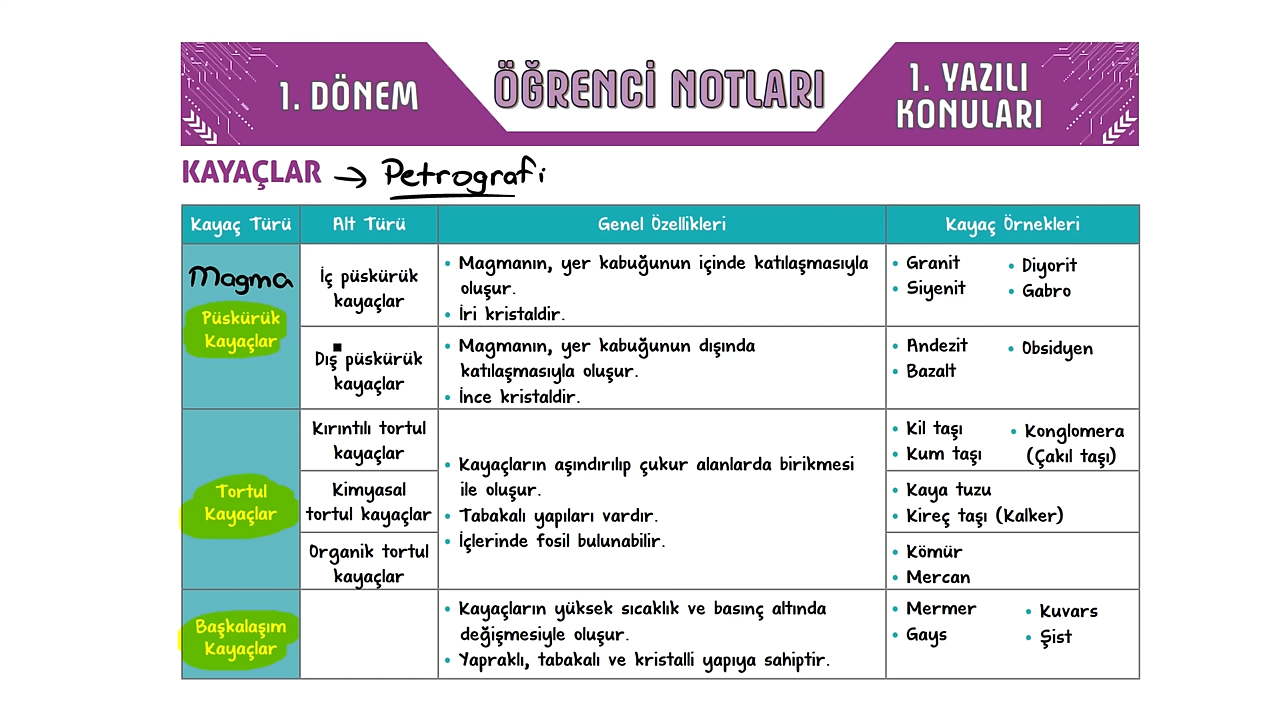 1. DÖNEM
ÖĞRENCİ NOTLARI
1. YAZILI
KONULARI
KAYAÇLAR → Petrografi
Kayaç Türü
Alt Türü
Genel Özellikleri
Kayaç Örnekleri
Magma
Püskürük
Kayaçlar
İç püskürük
kayaçlar
• Magmanın, yer kabuğunun içinde katılaşmasıyla
oluşur.
• İri kristaldir.
• Granit
• Siyenit
• Diyorit
• Gabro
Dış püskürük
kayaçlar
• Magmanın, yer kabuğunun dışında
katılaşmasıyla oluşur.
• İnce kristaldir.
• Andezit
• Bazalt
• Obsidyen
Tortul
Kayaçlar
Kırıntılı tortul
kayaçlar
• Kayaçların aşındırılıp çukur alanlarda birikmesi
ile oluşur.
• Tabakalı yapıları vardır.
• İçlerinde fosil bulunabilir.
• Kil taşı
• Kum taşı
• Konglomera
(Çakıl taşı)
Kimyasal
tortul kayaçlar
• Kaya tuzu
• Kireç taşı (Kalker)
Organik tortul
kayaçlar
• Kömür
• Mercan
Başkalaşım
Kayaçlar
• Kayaçların yüksek sıcaklık ve basınç altında
değişmesiyle oluşur.
• Yapraklı, tabakalı ve kristalli yapıya sahiptir.
• Mermer
• Gays
• Kuvars
• Şist